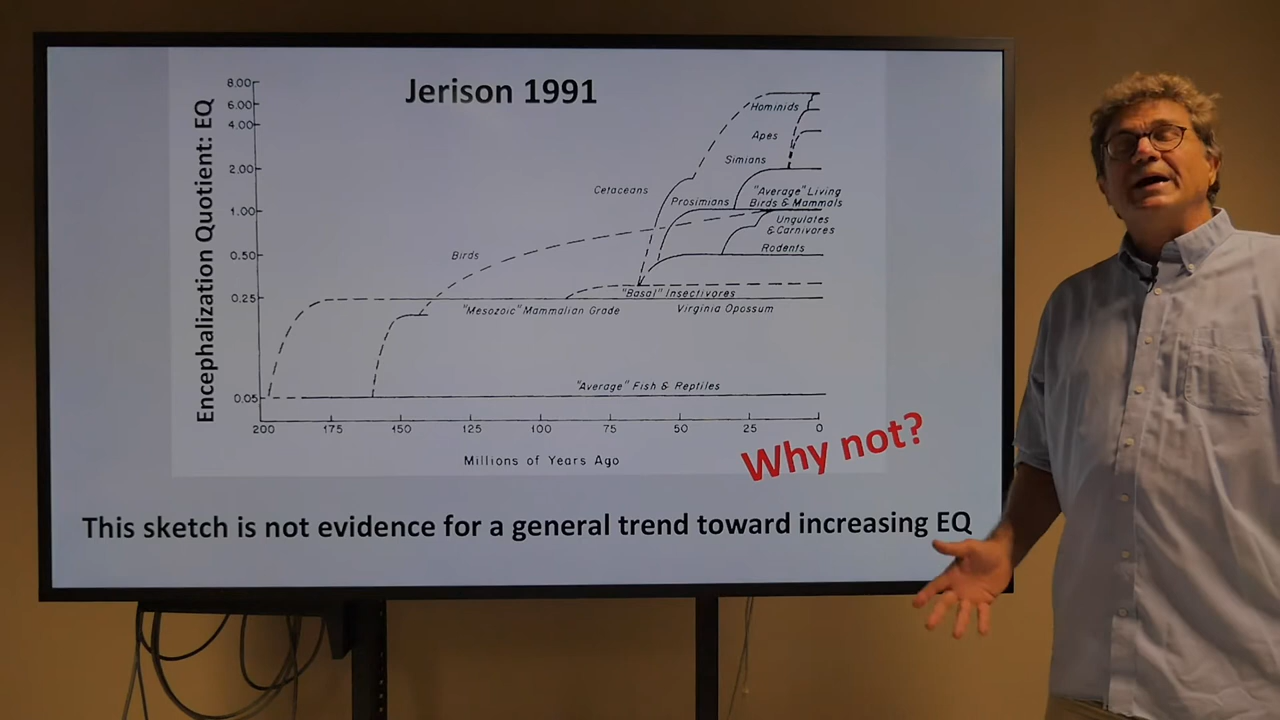 Jerison 1991
Encephalization Quotient: EQ
8.00
6.00
4.00
2.00
1.00
0.50
0.25
0.05
Hominids
Apes
Simians
Cetaceans
Prosimians
"Average" Living
Birds & Mammals
Ungulates
& Carnivores
Rodents
Birds
"Basal" Insectivores
"Mesozoic" Mammalian Grade
Virginia Opossum
"Average" Fish & Reptiles
200 175 150 125 100 75 50 25 0
Millions of Years Ago
Why not?
This sketch is not evidence for a general trend toward increasing EQ